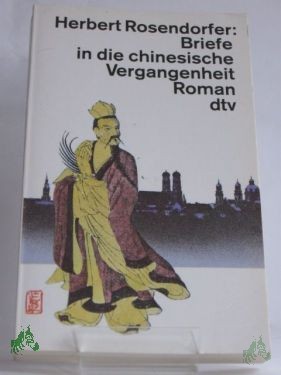 Herbert Rosendorfer:
Briefe
in die chinesische
Vergangenheit
Roman
dtv